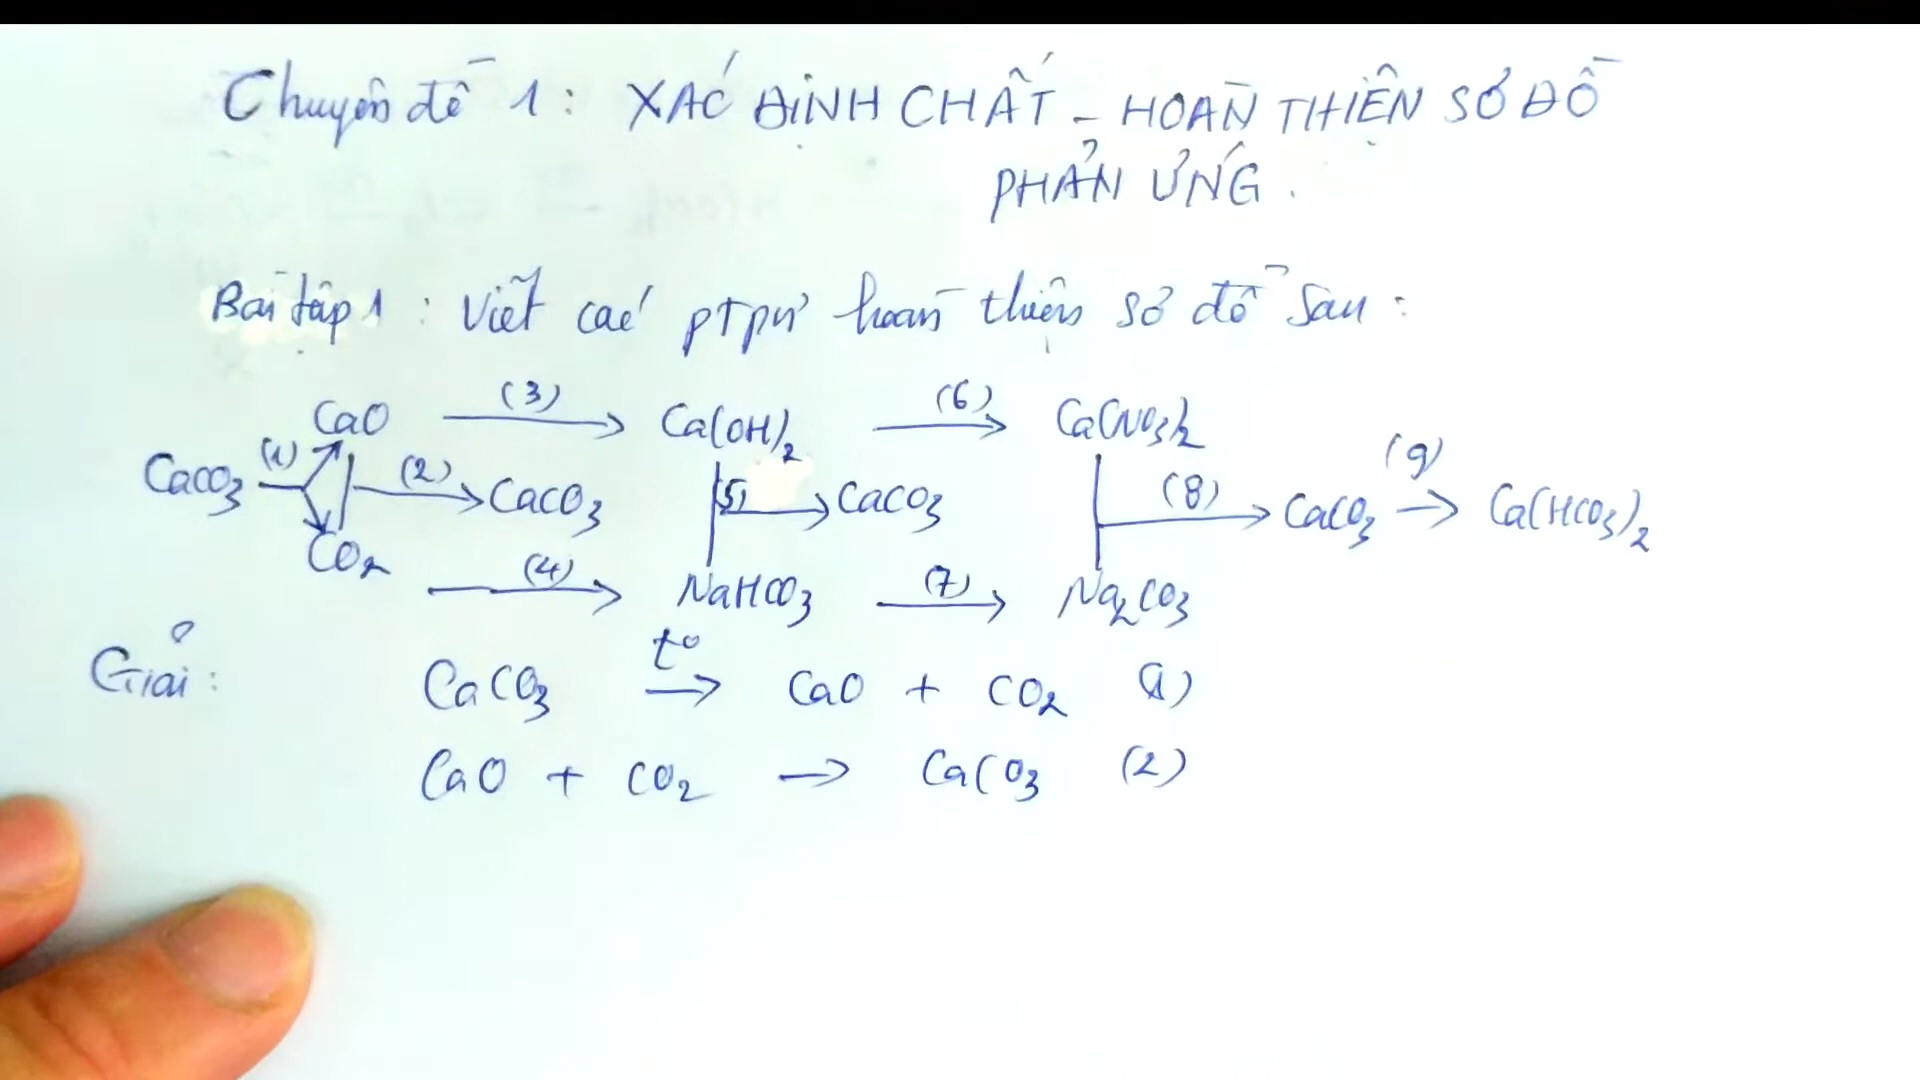 Chuyên đề 1: XÁC ĐỊNH CHẤT - HOÀN THIỆN SƠ ĐỒ
PHẢN ỨNG.
Bài tập 1: Viết các ptpư hoàn thiện sơ đồ sau:
CaO (3) Ca(OH)2 (6) Ca(NO3)2
CaCO3 (1) (2) CaCO3 (5) CaCO3 (8) CaCO3 (9) Ca(HCO3)2
CO2 (4) NaHCO3 (7) Na2CO3
Giải: CaCO3 t° → CaO + CO2 (1)
CaO + CO2 → CaCO3 (2)